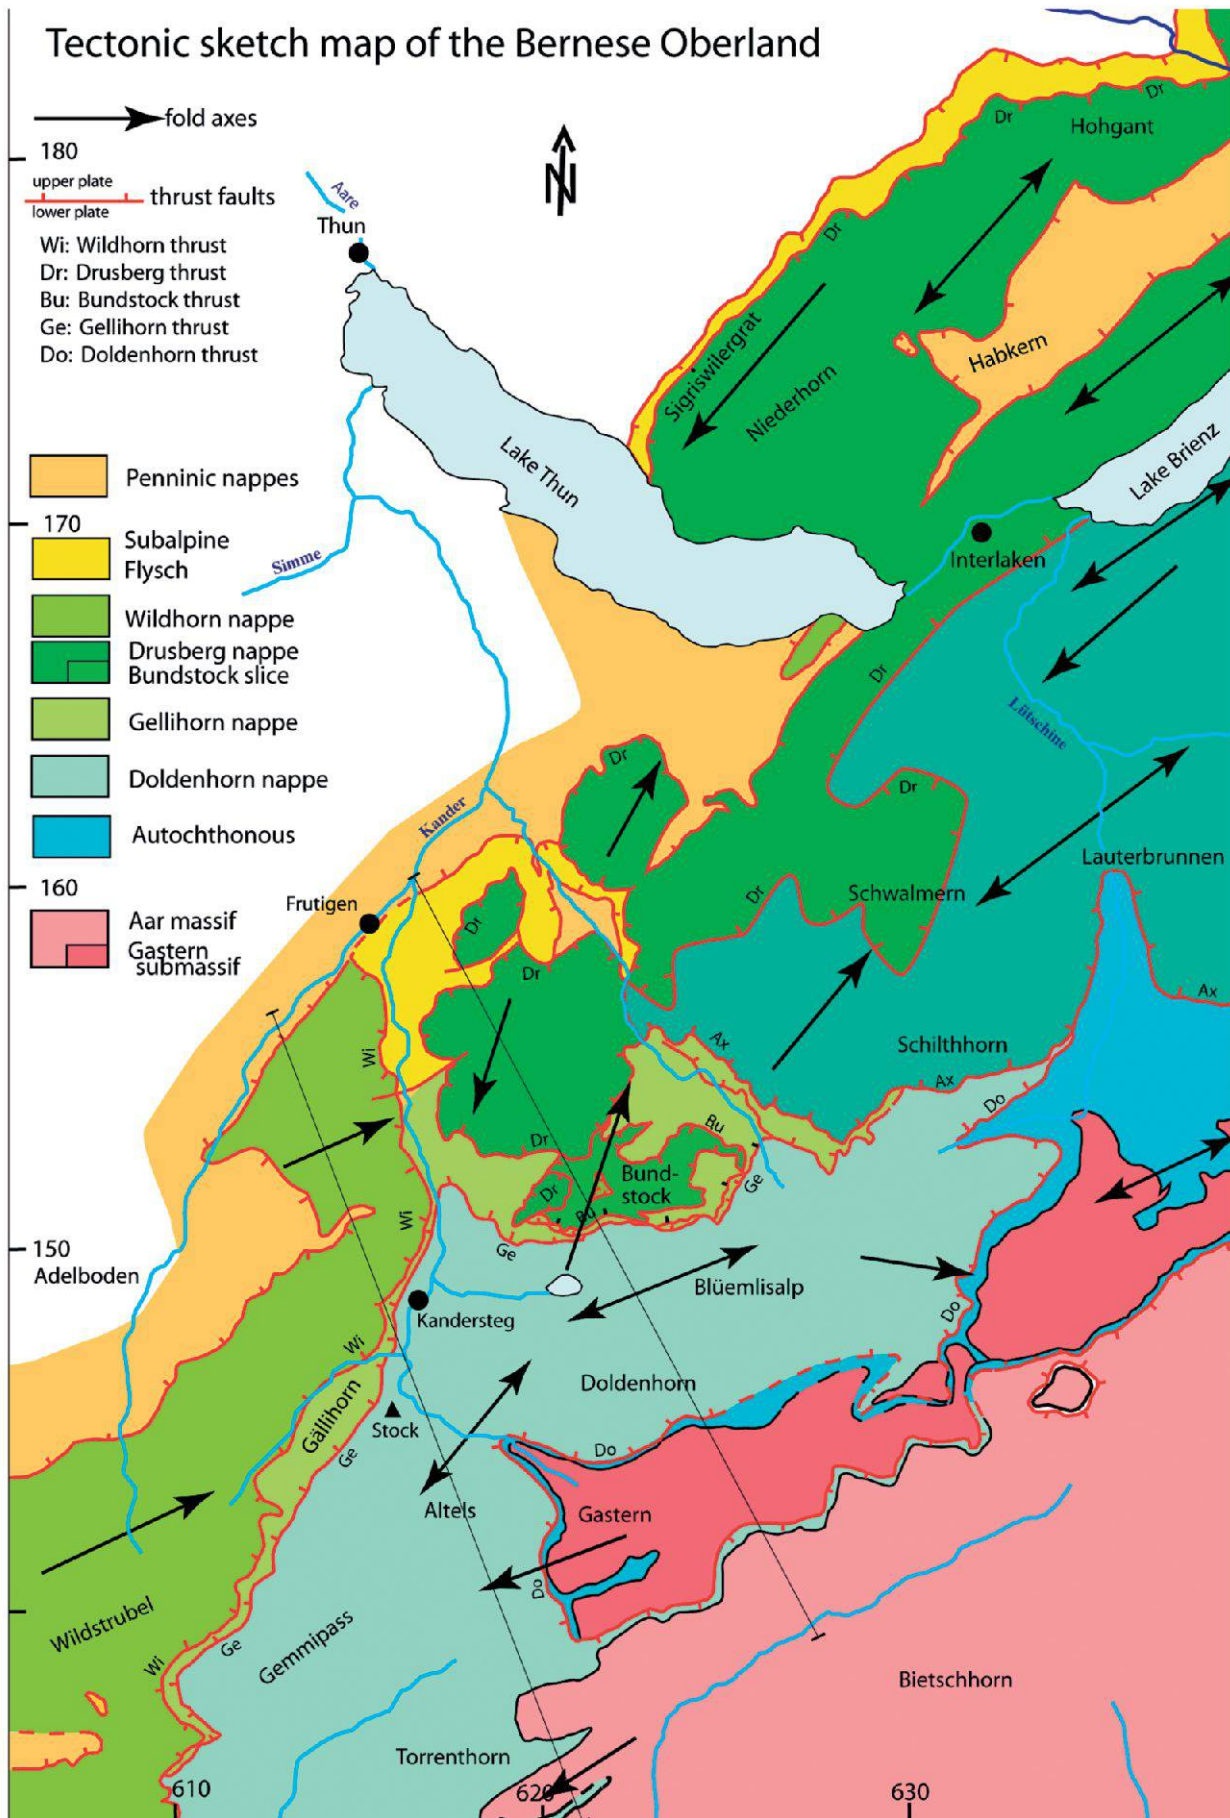 Tectonic sketch map of the Bernese Oberland
fold axes
180
upper plate
thrust faults
lower plate
Wi: Wildhorn thrust
Dr: Drusberg thrust
Bu: Bundstock thrust
Ge: Gellihorn thrust
Do: Doldenhorn thrust
N
Aare
Thun
Dr
Dr
Hohgant
Dr
Sigriswilergrat
Niederhorn
Habkern
Lake Thun
Lake Brienz
Penninic nappes
170
Subalpine
Flysch
Simme
Interlaken
Wildhorn nappe
Drusberg nappe
Bundstock slice
Dr
Gellihorn nappe
Lütschine
Doldenhorn nappe
Dr
Dr
Kander
Autochthonous
Lauterbrunnen
160
Frutigen
Dr
Schwalmern
Aar massif
Gastern
submassif
Dr
Dr
Ax
Wi
Ax
Schilthhorn
Ax
Do
Bu
Dr
Bund-
stock
Dr
Ge
Bu
Wi
Ge
150
Adelboden
Blüemlisalp
Do
Kandersteg
Wi
Doldenhorn
Gällihorn
Stock
Ge
Do
Altels
Gastern
Do
Wildstrubel
Ge
Gemmipass
Wi
Bietschhorn
Torrenthorn
610
620
630